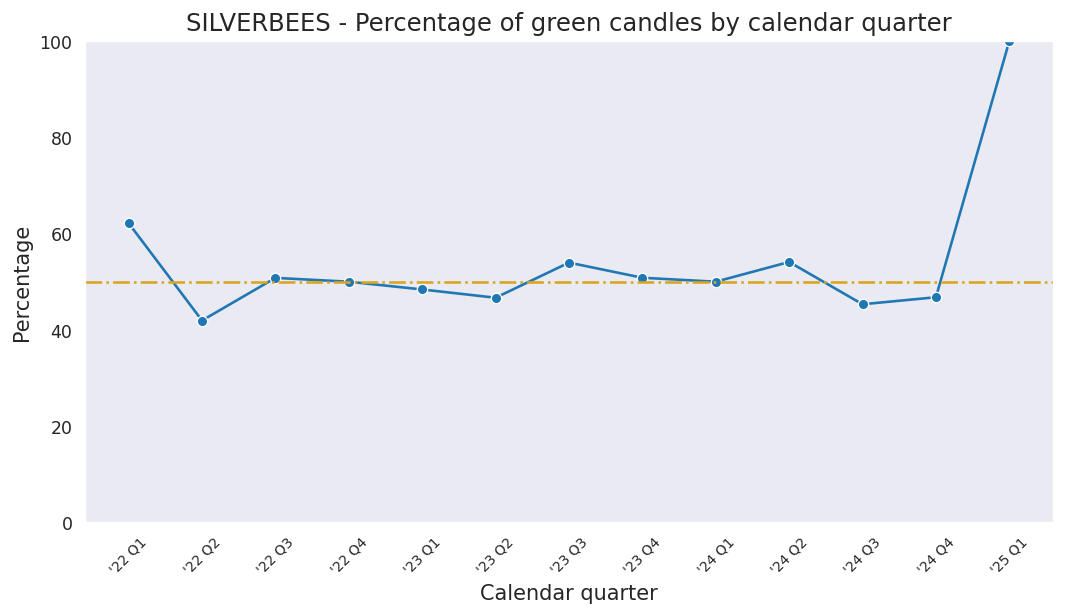 SILVERBEES - Percentage of green candles by calendar quarter
100
80
60
40
20
0
Percentage
'22 Q1
'22 Q2
'22 Q3
'22 Q4
'23 Q1
'23 Q2
'23 Q3
'23 Q4
'24 Q1
'24 Q2
'24 Q3
'24 Q4
'25 Q1
Calendar quarter